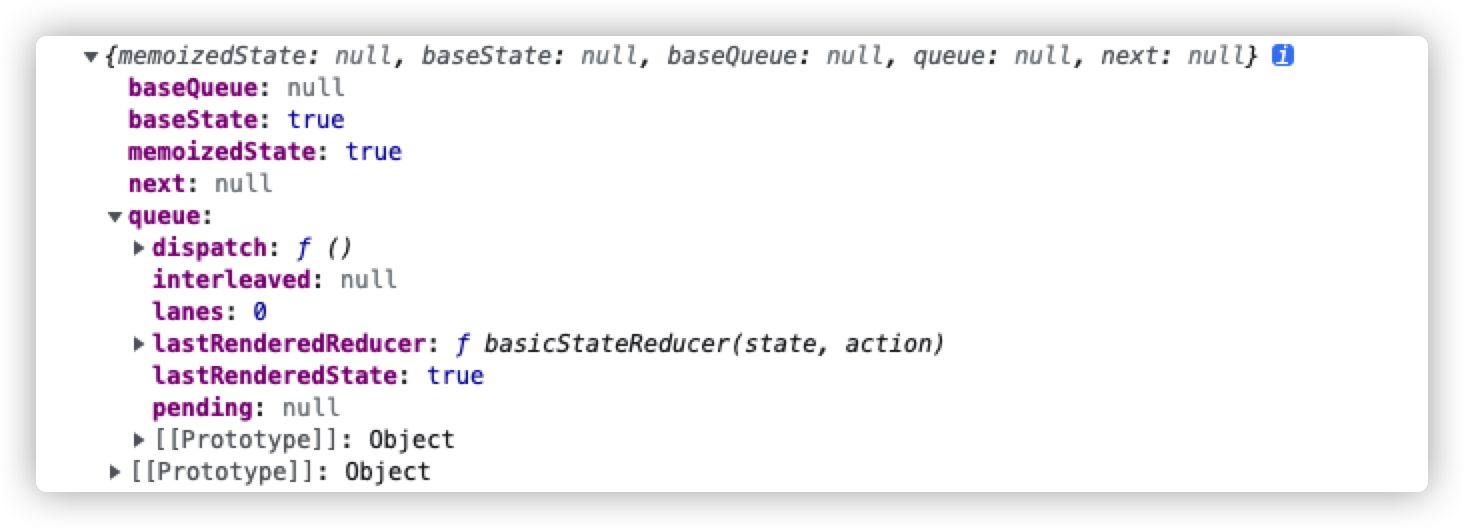 ▼{memoizedState: null, baseState: null, baseQueue: null, queue: null, next: null} i
baseQueue: null
baseState: true
memoizedState: true
next: null
▼queue:
▶dispatch: ƒ ()
interleaved: null
lanes: 0
▶lastRenderedReducer: ƒ basicStateReducer(state, action)
lastRenderedState: true
pending: null
▶[[Prototype]]: Object
▶[[Prototype]]: Object